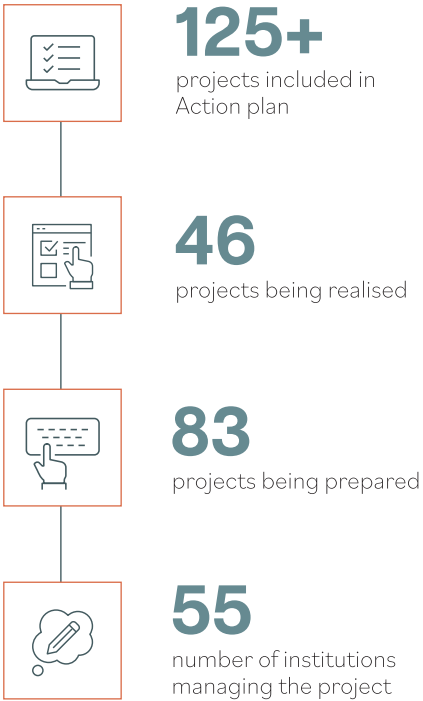 125+
projects included in
Action plan
46
projects being realised
83
projects being prepared
55
number of institutions
managing the project